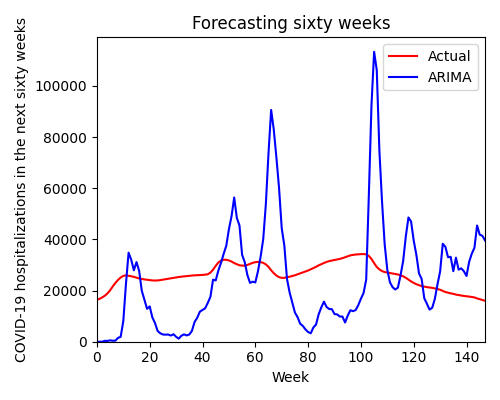 Forecasting sixty weeks
COVID-19 hospitalizations in the next sixty weeks
100000
80000
60000
40000
20000
0
Actual
ARIMA
0 20 40 60 80 100 120 140
Week